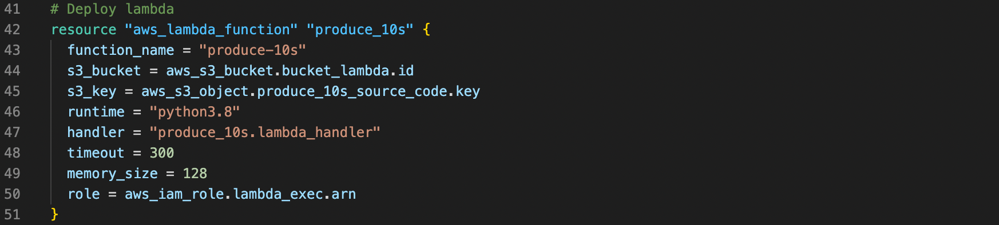 41 # Deploy lambda
42 resource "aws_lambda_function" "produce_10s" {
43 function_name = "produce-10s"
44 s3_bucket = aws_s3_bucket.bucket_lambda.id
45 s3_key = aws_s3_object.produce_10s_source_code.key
46 runtime = "python3.8"
47 handler = "produce_10s.lambda_handler"
48 timeout = 300
49 memory_size = 128
50 role = aws_iam_role.lambda_exec.arn
51 }